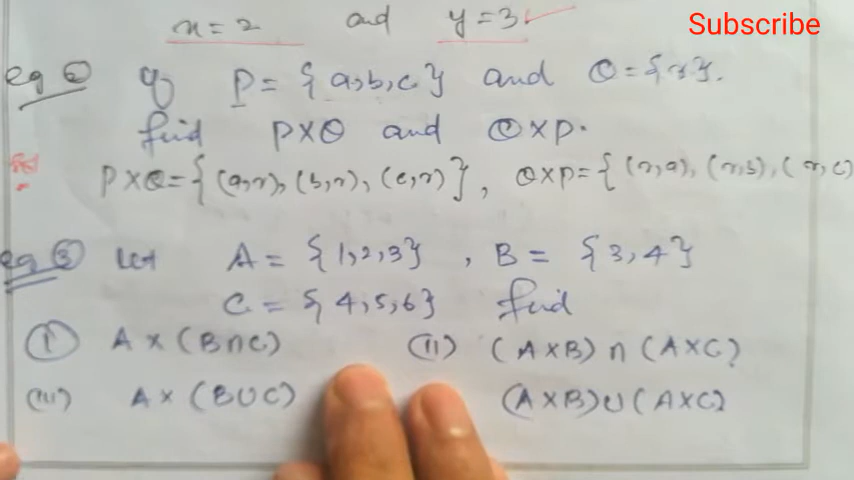 x = 2 and y = 3 ✓
Subscribe
eg ② If P = { a, b, c } and Q = { r }.
find P×Q and Q×P.
P×Q = { (a,r), (b,r), (c,r) }, Q×P = { (r,a), (r,b), (r,c)
eg ③ Let A = { 1, 2, 3 } , B = { 3, 4 }
C = { 4, 5, 6 } find
(i) A × (B∩C) (ii) (A×B) ∩ (A×C)
(iii) A × (B∪C) (A×B) ∪ (A×C)